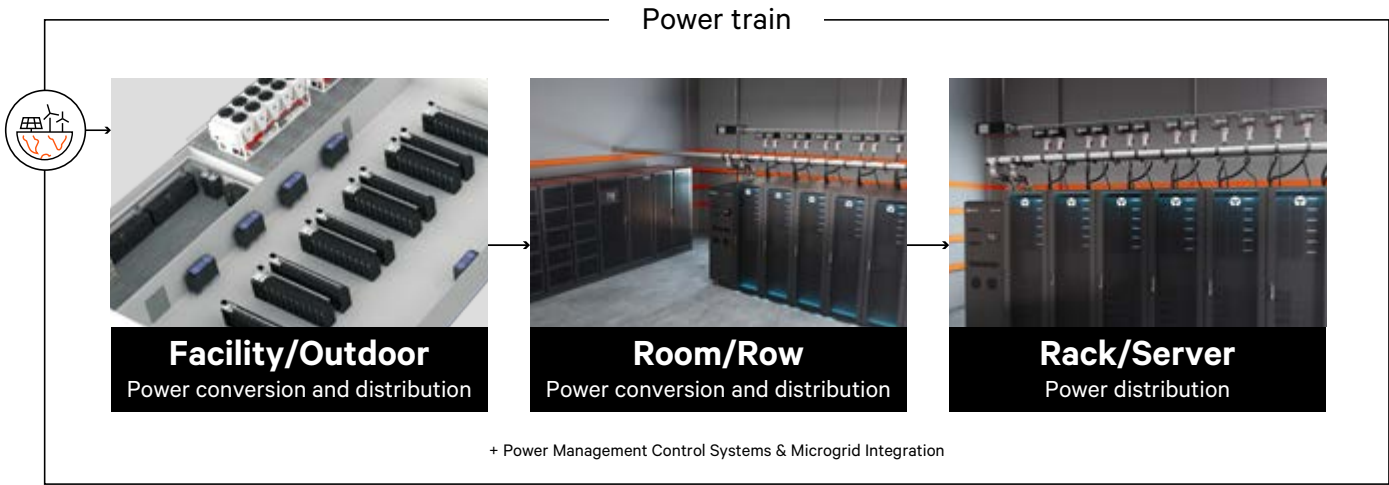 Power train
Facility/Outdoor
Power conversion and distribution
Room/Row
Power conversion and distribution
Rack/Server
Power distribution
+ Power Management Control Systems & Microgrid Integration